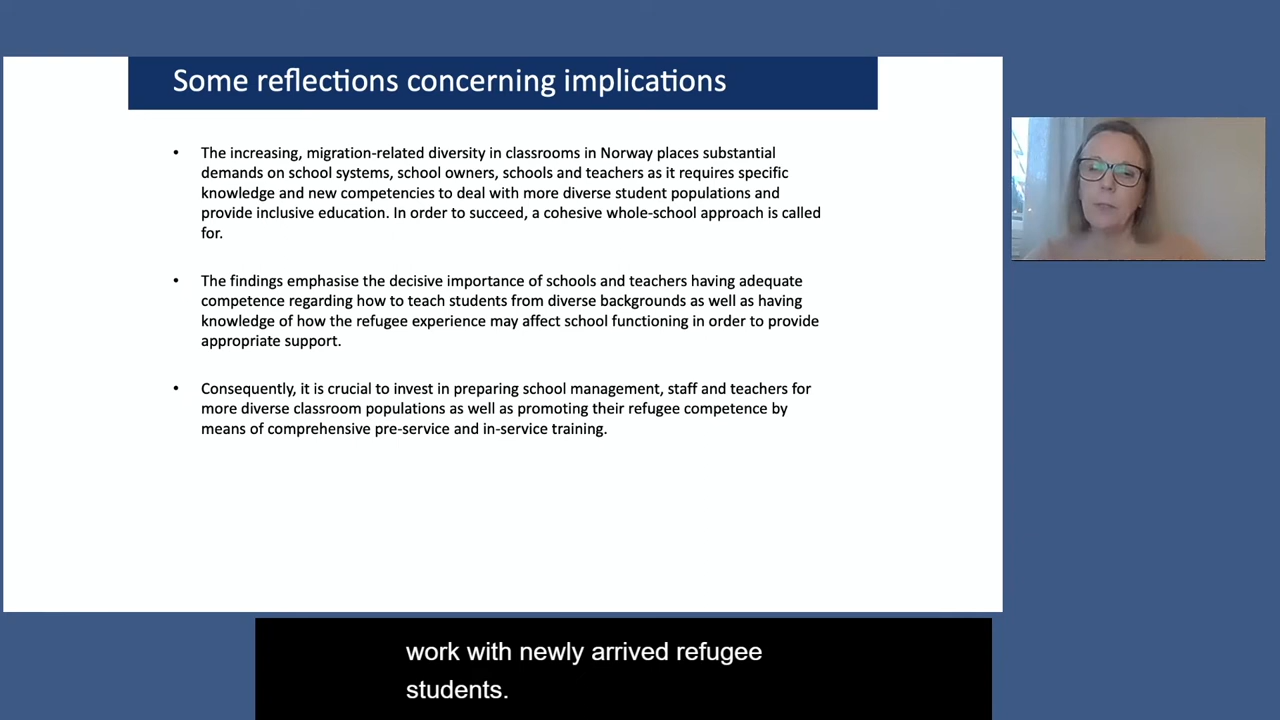 Some reflections concerning implications
• The increasing, migration-related diversity in classrooms in Norway places substantial
demands on school systems, school owners, schools and teachers as it requires specific
knowledge and new competencies to deal with more diverse student populations and
provide inclusive education. In order to succeed, a cohesive whole-school approach is called
for.
• The findings emphasise the decisive importance of schools and teachers having adequate
competence regarding how to teach students from diverse backgrounds as well as having
knowledge of how the refugee experience may affect school functioning in order to provide
appropriate support.
• Consequently, it is crucial to invest in preparing school management, staff and teachers for
more diverse classroom populations as well as promoting their refugee competence by
means of comprehensive pre-service and in-service training.
work with newly arrived refugee
students.